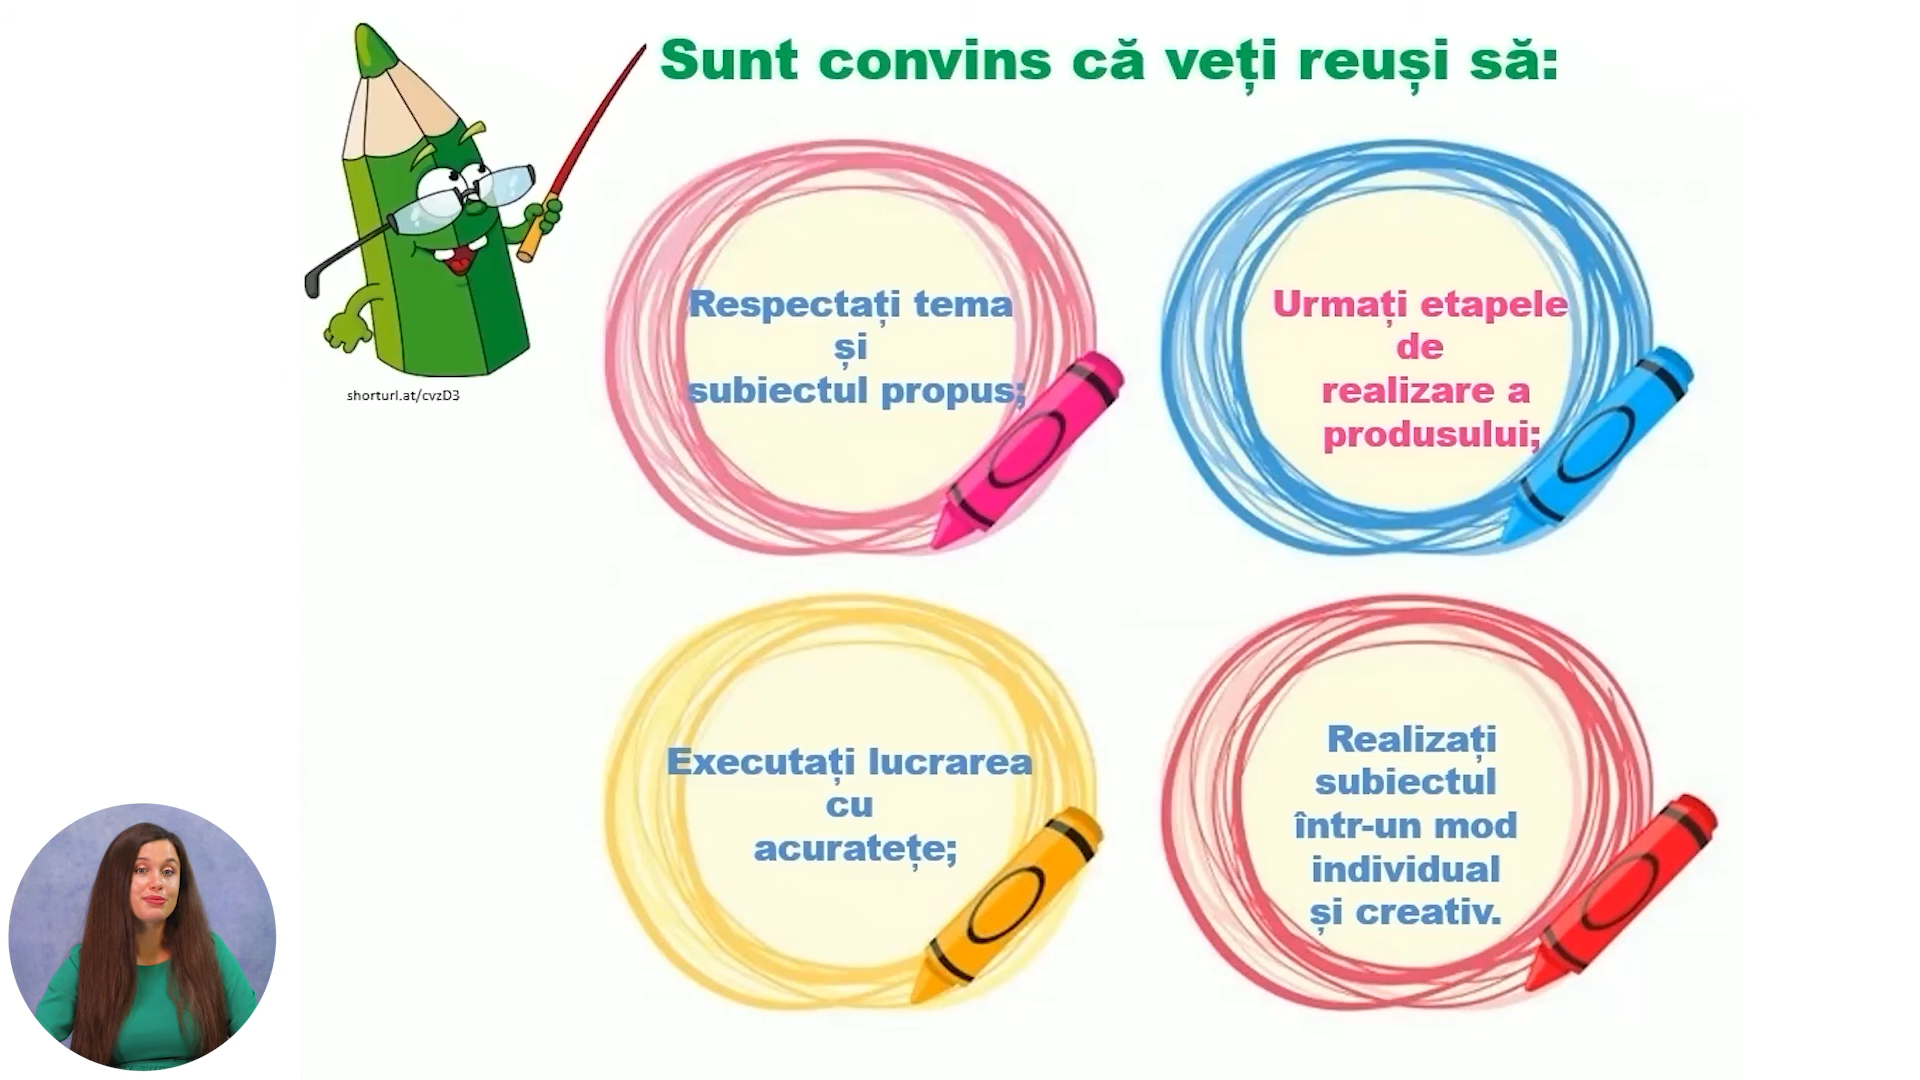 Sunt convins că veți reuși să:
Respectați tema
și
subiectul propus;
Urmați etapele
de
realizare a
produsului;
shorturl.at/cvzD3
Executați lucrarea
cu
acuratețe;
Realizați
subiectul
într-un mod
individual
și creativ.